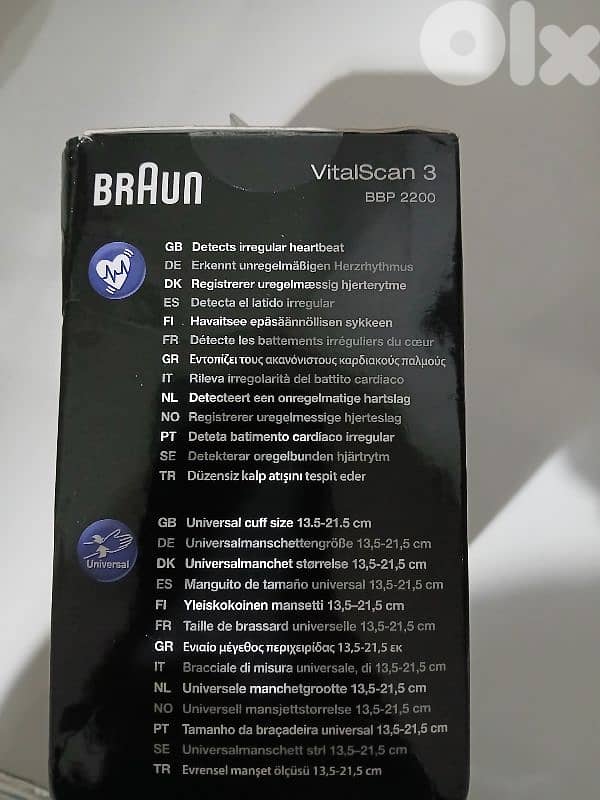 olx
BRAUN
VitalScan 3
BBP 2200
GB Detects irregular heartbeat
DE Erkennt unregelmäßigen Herzrhythmus
DK Registrerer uregelmæssig hjerterytme
ES Detecta el latido irregular
FI Havaitsee epäsäännöllisen sykkeen
FR Détecte les battements irréguliers du cœur
GR Εντοπίζει τους ακανόνιστους καρδιακούς παλμούς
IT Rileva irregolarità del battito cardiaco
NL Detecteert een onregelmatige hartslag
NO Registrerer uregelmessige hjerteslag
PT Deteta batimento cardíaco irregular
SE Detekterar oregelbunden hjärtrytm
TR Düzensiz kalp atışını tespit eder
Universal
GB Universal cuff size 13.5-21.5 cm
DE Universalmanschettengröße 13,5-21,5 cm
DK Universalmanchet størrelse 13,5-21,5 cm
ES Manguito de tamaño universal 13,5-21,5 cm
FI Yleiskokoinen mansetti 13,5–21,5 cm
FR Taille de brassard universelle 13,5-21,5 cm
GR Ενιαίο μέγεθος περιχειρίδας 13,5-21,5 εκ
IT Bracciale di misura universale, di 13,5-21,5 cm
NL Universele manchetgrootte 13,5-21,5 cm
NO Universell mansjettstorrelse 13,5-21,5 cm
PT Tamanho da braçadeira universal 13,5-21,5 cm
SE Universalmanschett strl 13,5–21,5 cm
TR Evrensel manşet ölçüsü 13,5-21,5 cm